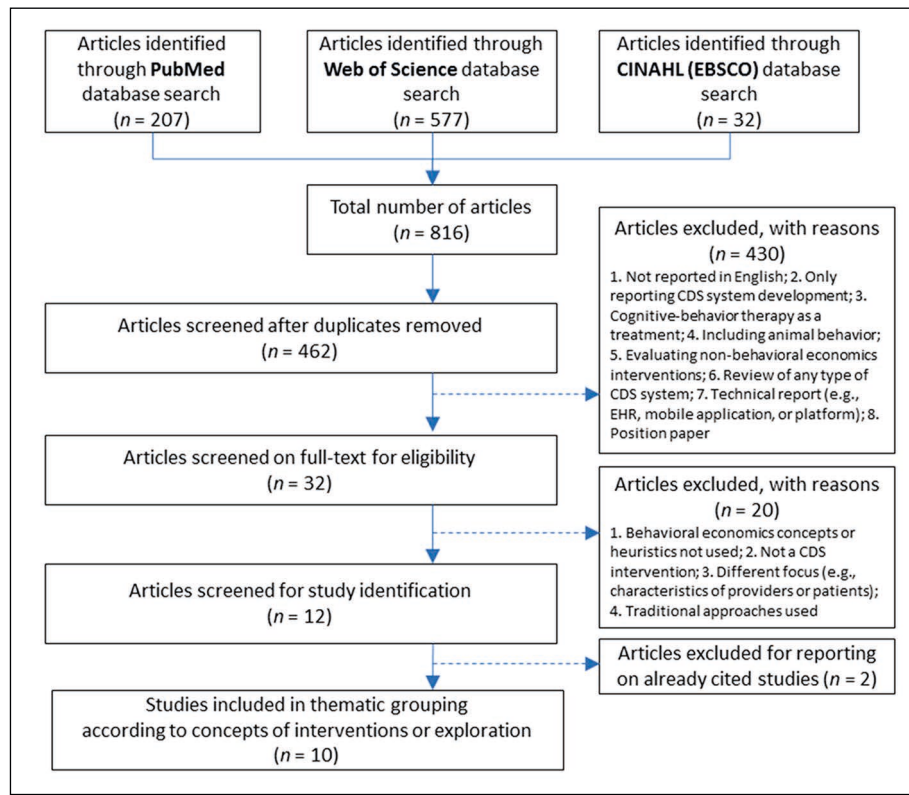 Articles identified
through PubMed
database search
(n = 207)
Articles identified through
Web of Science database
search
(n = 577)
Articles identified through
CINAHL (EBSCO) database
search
(n = 32)
Total number of articles
(n = 816)
Articles excluded, with reasons
(n = 430)
1. Not reported in English; 2. Only
reporting CDS system development; 3.
Cognitive-behavior therapy as a
treatment; 4. Including animal behavior;
5. Evaluating non-behavioral economics
interventions; 6. Review of any type of
CDS system; 7. Technical report (e.g.,
EHR, mobile application, or platform); 8.
Position paper
Articles screened after duplicates removed
(n = 462)
Articles screened on full-text for eligibility
(n = 32)
Articles excluded, with reasons
(n = 20)
1. Behavioral economics concepts or
heuristics not used; 2. Not a CDS
intervention; 3. Different focus (e.g.,
characteristics of providers or patients);
4. Traditional approaches used
Articles screened for study identification
(n = 12)
Articles excluded for reporting
on already cited studies (n = 2)
Studies included in thematic grouping
according to concepts of interventions or exploration
(n = 10)